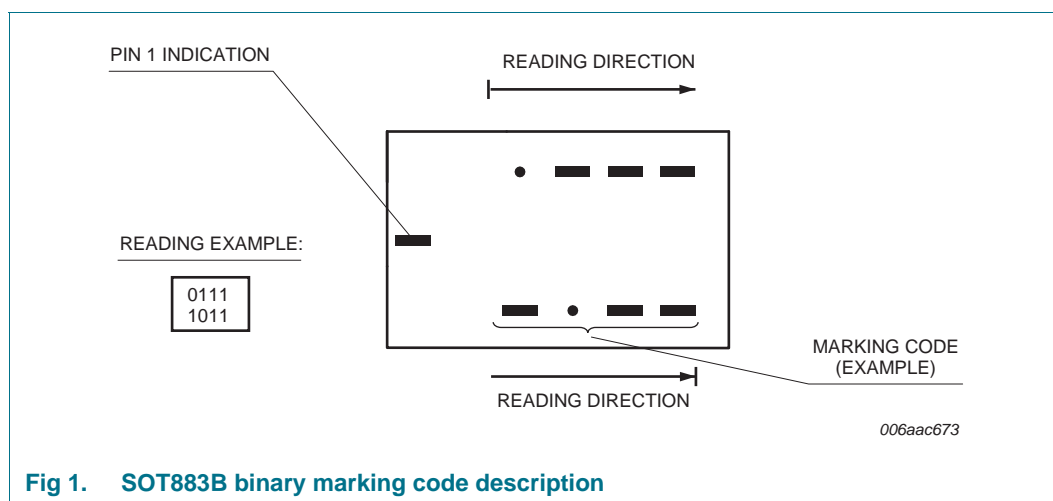 PIN 1 INDICATION
READING DIRECTION
READING EXAMPLE:
0111
1011
MARKING CODE
(EXAMPLE)
READING DIRECTION
006aac673
Fig 1. SOT883B binary marking code description